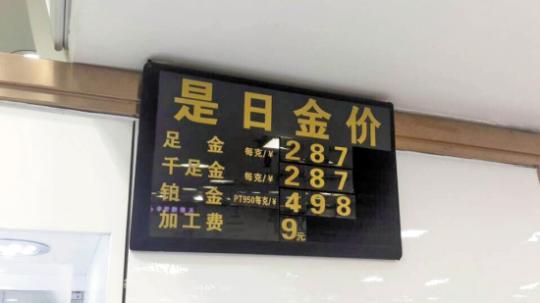 是日金价
足金 每克/¥ 287
千足金 每克/¥ 287
铂金 PT950每克/¥ 498
加工费 9元